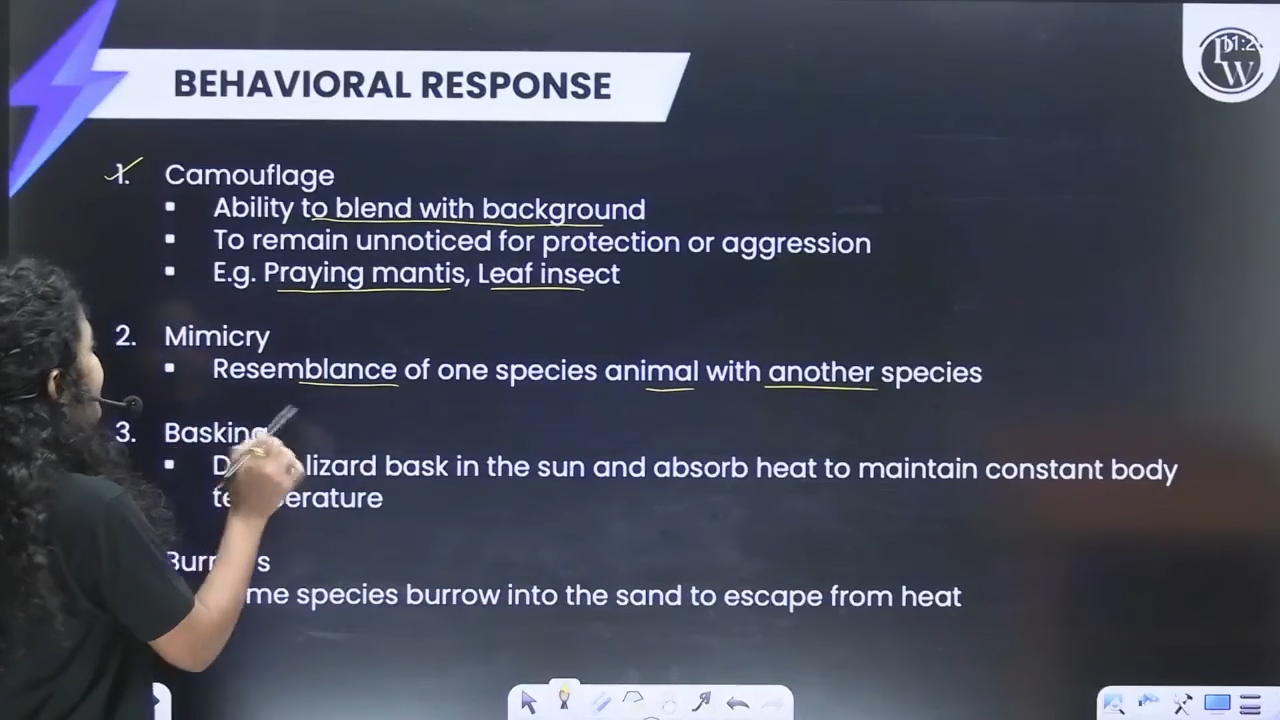 BEHAVIORAL RESPONSE
1. Camouflage
▪ Ability to blend with background
▪ To remain unnoticed for protection or aggression
▪ E.g. Praying mantis, Leaf insect
2. Mimicry
▪ Resemblance of one species animal with another species
3. Basking
▪ lizard bask in the sun and absorb heat to maintain constant body
species burrow into the sand to escape from heat